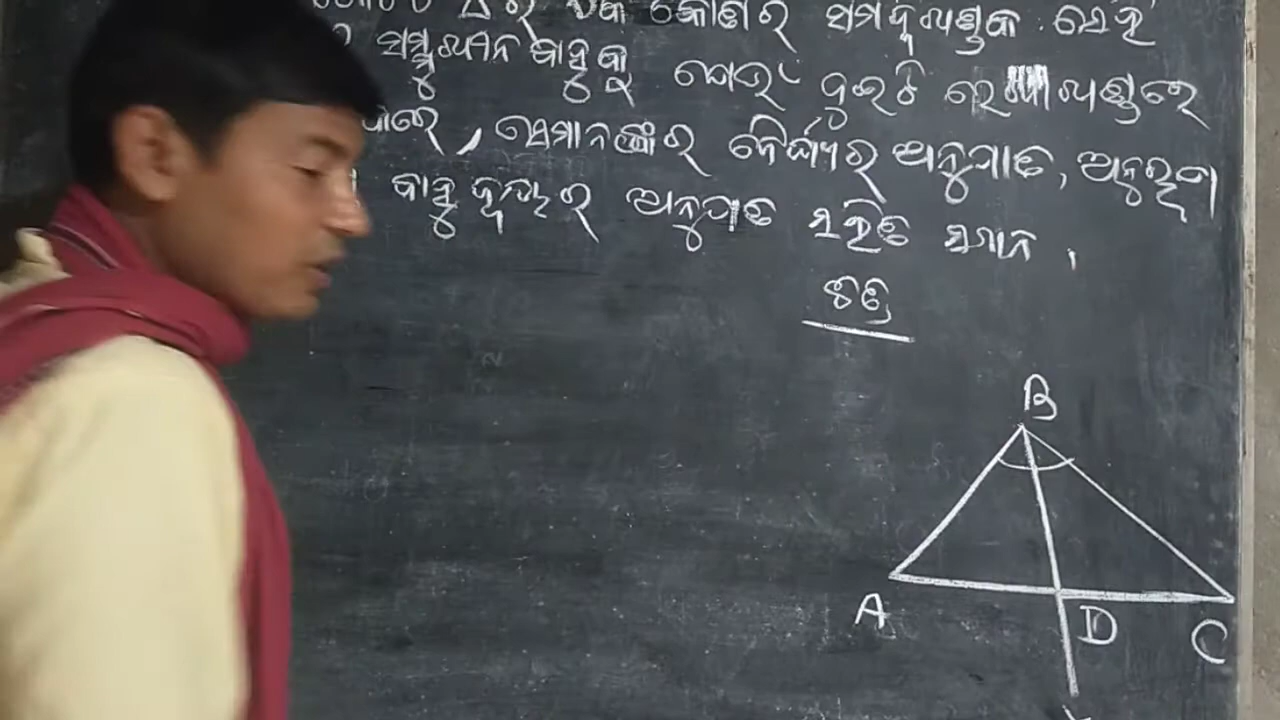 Δ ର ଏକ କୋଣର ସମଦ୍ୱିଖଣ୍ଡକ ସେହି
ସମ୍ମୁଖୀନ ବାହୁକୁ ଯେଉଁ ଦୁଇଟି ରେଖାଖଣ୍ଡରେ
ସେମାନଙ୍କର ଦୈର୍ଘ୍ୟର ଅନୁପାତ, ଅନୁରୂପ
ବାହୁ ଦ୍ୱୟର ଅନୁପାତ ସହିତ ସମାନ ।
B
A
D
C